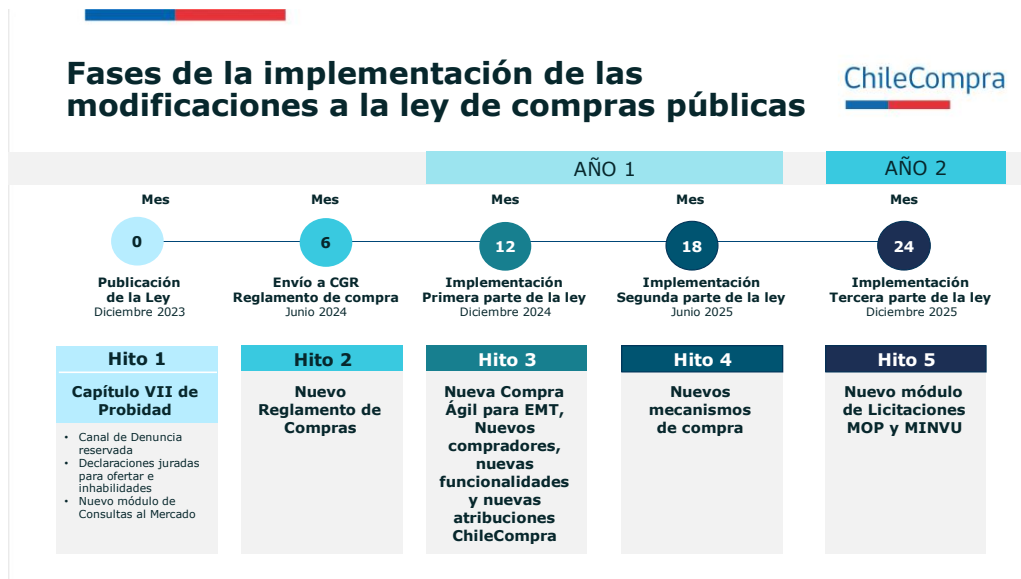 Fases de la implementación de las
modificaciones a la ley de compras públicas
ChileCompra
AÑO 1
AÑO 2
Mes
0
Publicación
de la Ley
Diciembre 2023
Mes
6
Envío a CGR
Reglamento de compra
Junio 2024
Mes
12
Implementación
Primera parte de la ley
Diciembre 2024
Mes
18
Implementación
Segunda parte de la ley
Junio 2025
Mes
24
Implementación
Tercera parte de la ley
Diciembre 2025
Hito 1
Capítulo VII de
Probidad
• Canal de Denuncia
reservada
• Declaraciones juradas
para ofertar e
inhabilidades
• Nuevo módulo de
Consultas al Mercado
Hito 2
Nuevo
Reglamento de
Compras
Hito 3
Nueva Compra
Ágil para EMT,
Nuevos
compradores,
nuevas
funcionalidades
y nuevas
atribuciones
ChileCompra
Hito 4
Nuevos
mecanismos
de compra
Hito 5
Nuevo módulo
de Licitaciones
MOP y MINVU